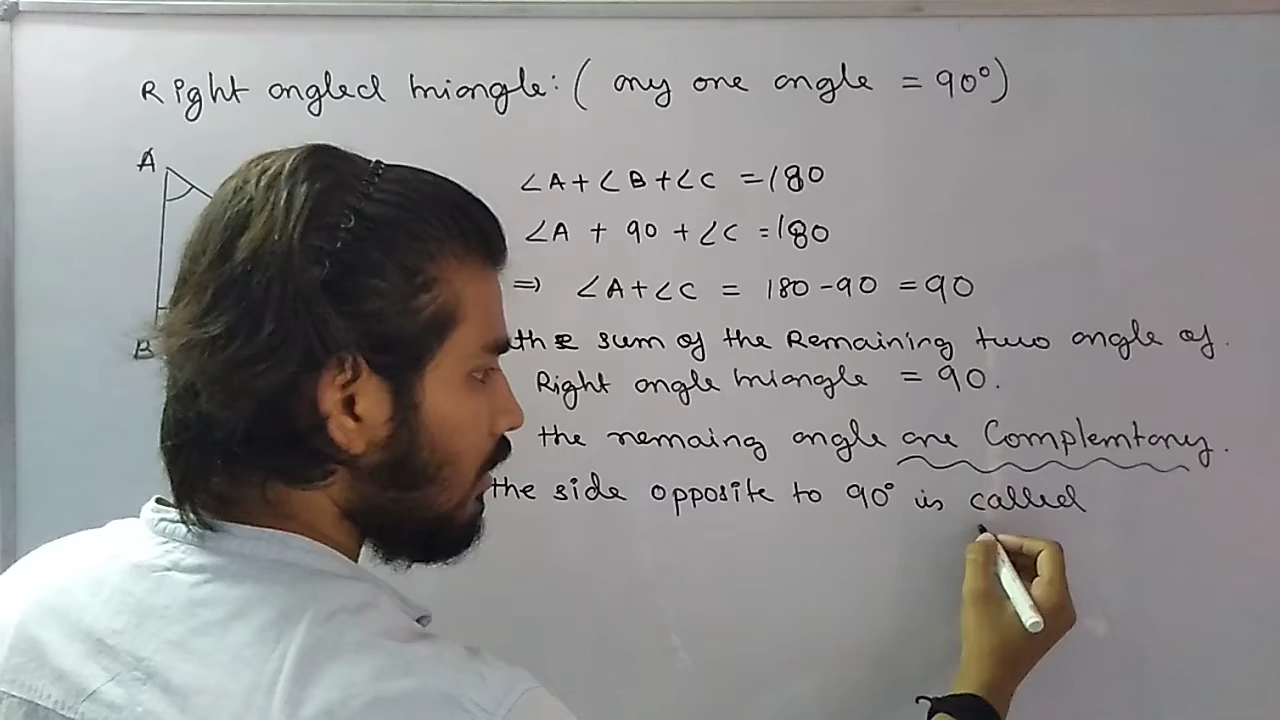 Right angled triangle: ( any one angle = 90°)
A
∠A+∠B+∠C =180
∠A + 90 +∠C =180
⇒ ∠A+∠C = 180-90 =90
B
the sum of the Remaining two angle of.
Right angle triangle = 90.
the remaing angle are Complemtary.
the side opposite to 90° is called